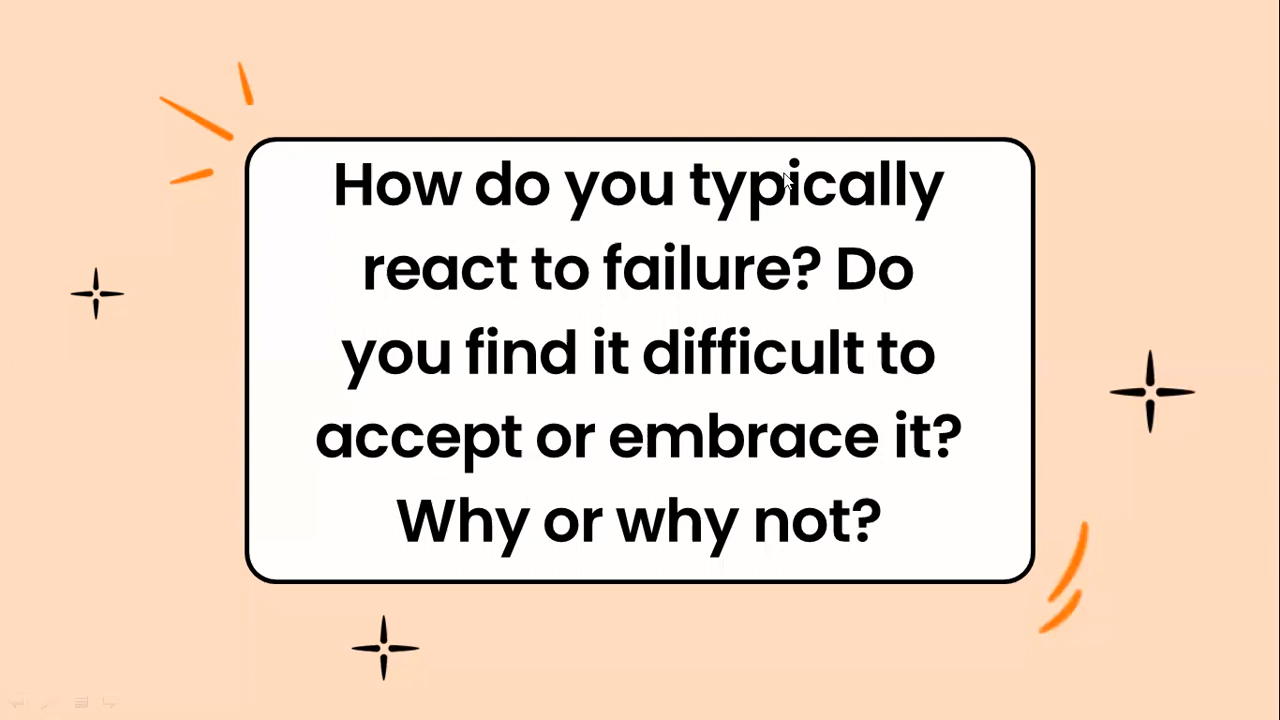 How do you typically
react to failure? Do
you find it difficult to
accept or embrace it?
Why or why not?